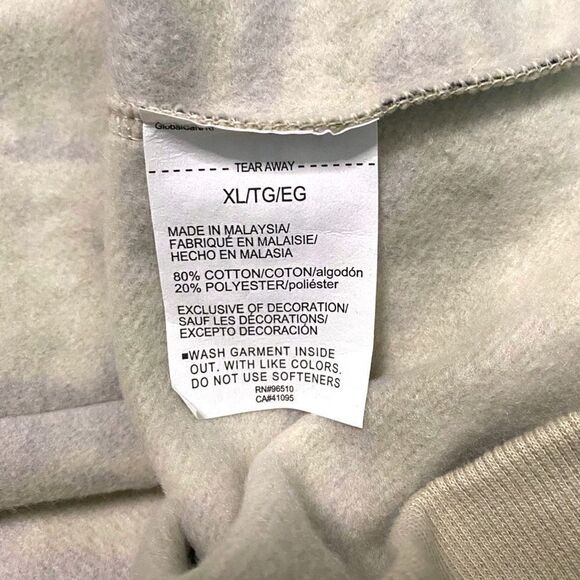 TEAR AWAY
XL/TG/EG
MADE IN MALAYSIA/
FABRIQUÉ EN MALAISIE/
HECHO EN MALASIA
80% COTTON/COTON/algodón
20% POLYESTER/poliéster
EXCLUSIVE OF DECORATION/
SAUF LES DÉCORATIONS/
EXCEPTO DECORACIÓN
■WASH GARMENT INSIDE
OUT. WITH LIKE COLORS.
DO NOT USE SOFTENERS
RN#96510
CA#41095